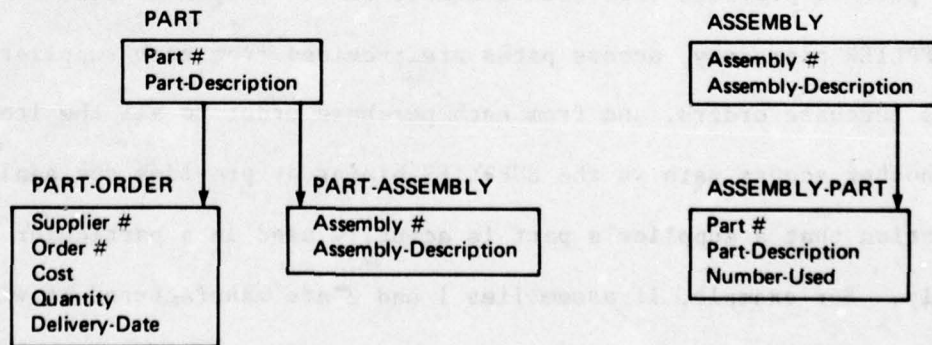 PART
Part #
Part-Description
PART-ORDER
Supplier #
Order #
Cost
Quantity
Delivery-Date
PART-ASSEMBLY
Assembly #
Assembly-Description
ASSEMBLY
Assembly #
Assembly-Description
ASSEMBLY-PART
Part #
Part-Description
Number-Used